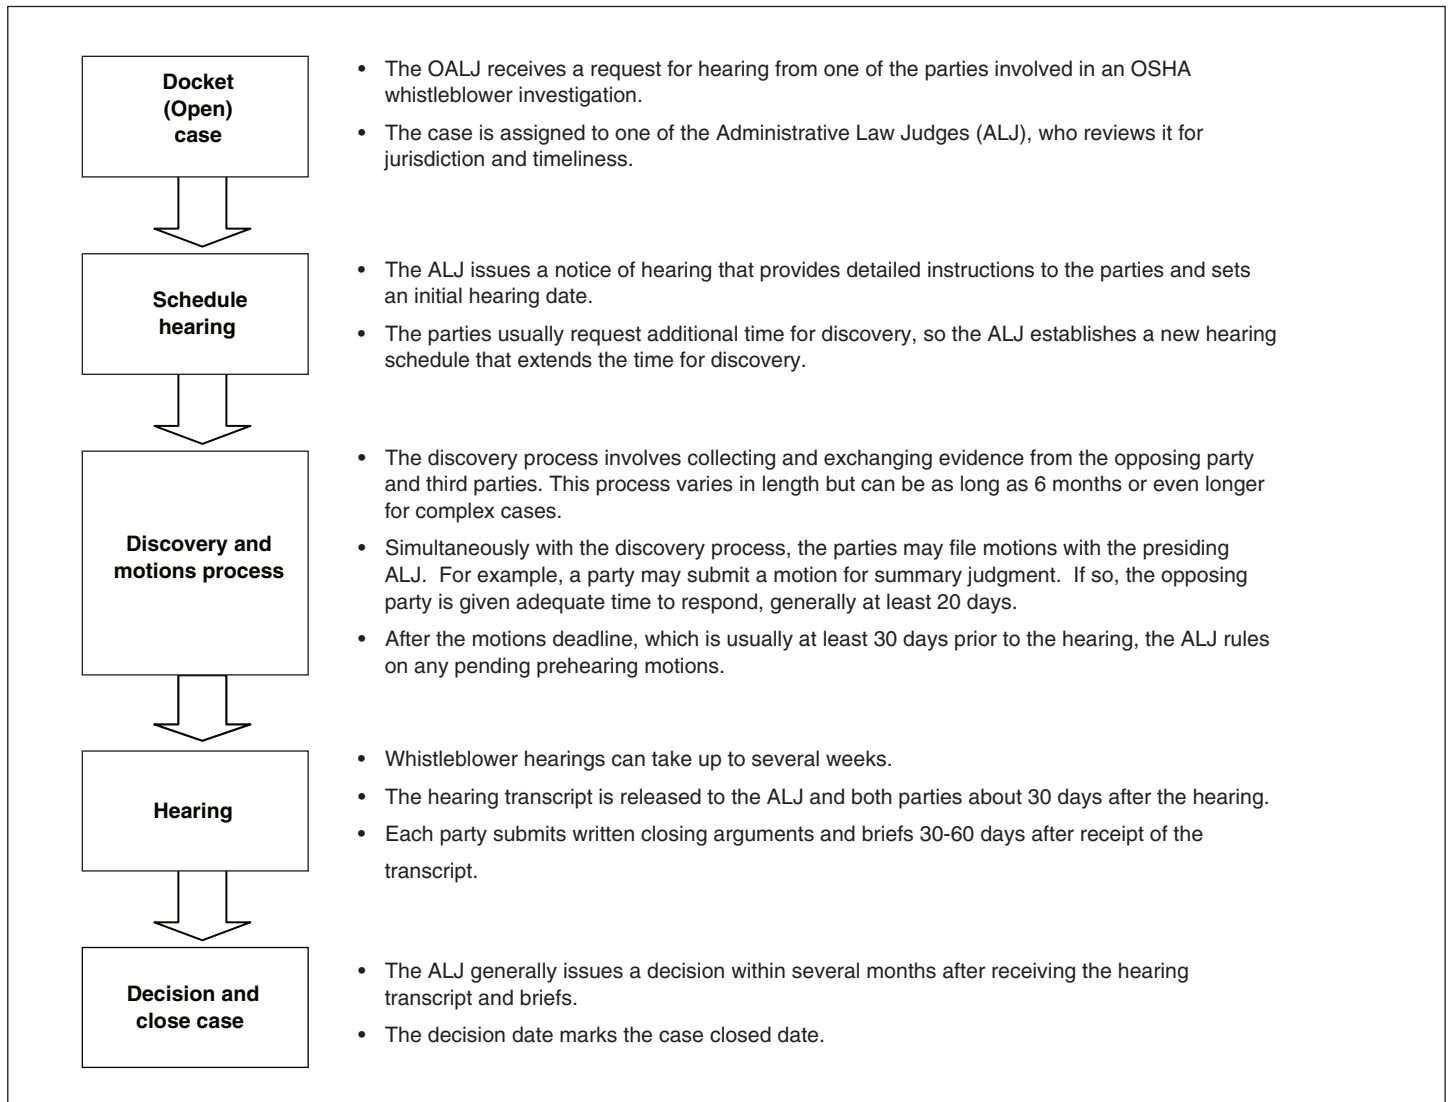 Docket
(Open)
case
• The OALJ receives a request for hearing from one of the parties involved in an OSHA
whistleblower investigation.
• The case is assigned to one of the Administrative Law Judges (ALJ), who reviews it for
jurisdiction and timeliness.
Schedule
hearing
• The ALJ issues a notice of hearing that provides detailed instructions to the parties and sets
an initial hearing date.
• The parties usually request additional time for discovery, so the ALJ establishes a new hearing
schedule that extends the time for discovery.
Discovery and
motions process
• The discovery process involves collecting and exchanging evidence from the opposing party
and third parties. This process varies in length but can be as long as 6 months or even longer
for complex cases.
• Simultaneously with the discovery process, the parties may file motions with the presiding
ALJ.  For example, a party may submit a motion for summary judgment.  If so, the opposing
party is given adequate time to respond, generally at least 20 days.
• After the motions deadline, which is usually at least 30 days prior to the hearing, the ALJ rules
on any pending prehearing motions.
Hearing
• Whistleblower hearings can take up to several weeks.
• The hearing transcript is released to the ALJ and both parties about 30 days after the hearing.
• Each party submits written closing arguments and briefs 30-60 days after receipt of the
transcript.
Decision and
close case
• The ALJ generally issues a decision within several months after receiving the hearing
transcript and briefs.
• The decision date marks the case closed date.